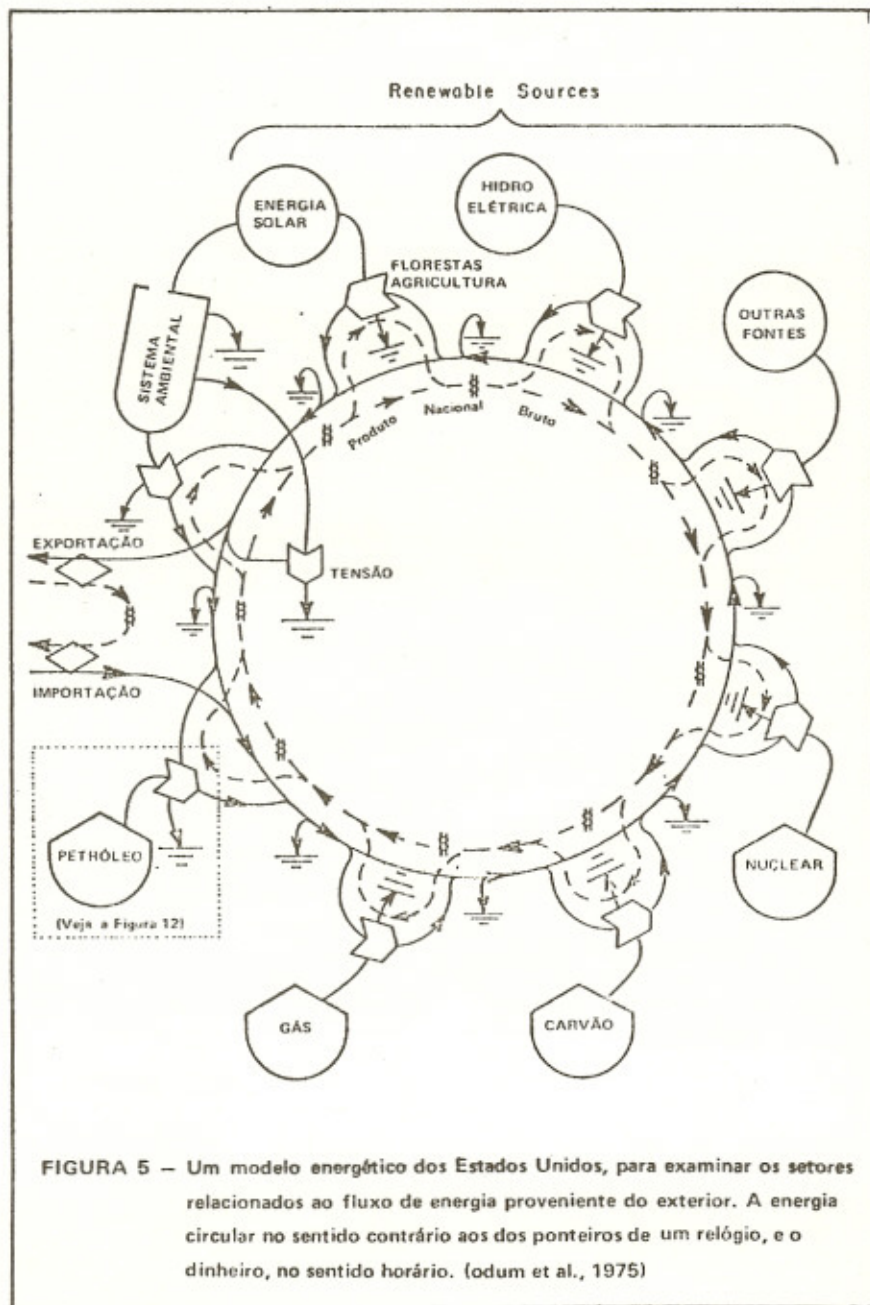 Renewable Sources
ENERGIA
SOLAR
HIDRO
ELÉTRICA
FLORESTAS
AGRICULTURA
OUTRAS
FONTES
SISTEMA
AMBIENTAL
Produto Nacional Bruto
EXPORTAÇÃO
TENSÃO
IMPORTAÇÃO
PETRÓLEO
(Veja a Figura 12)
NUCLEAR
GÁS
CARVÃO
FIGURA 5 — Um modelo energético dos Estados Unidos, para examinar os setores
relacionados ao fluxo de energia proveniente do exterior. A energia
circular no sentido contrário aos dos ponteiros de um relógio, e o
dinheiro, no sentido horário. (odum et al., 1975)